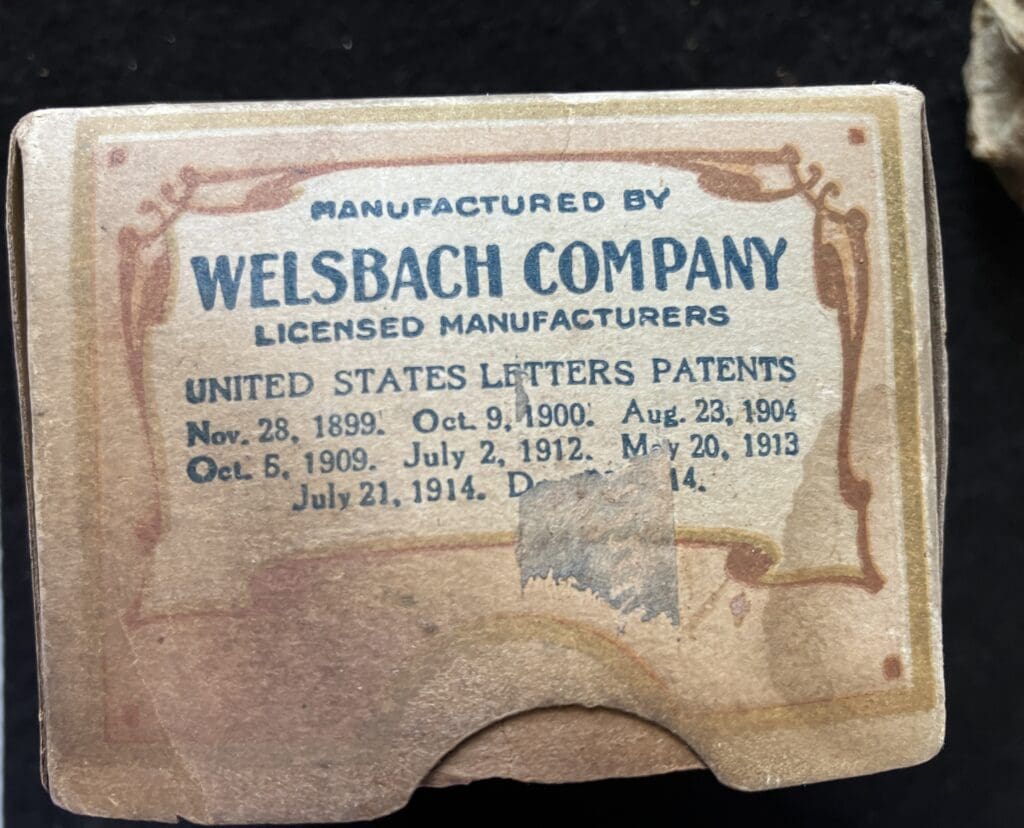 MANUFACTURED BY
WELSBACH COMPANY
LICENSED MANUFACTURERS
UNITED STATES LETTERS PATENTS
Nov. 28, 1899. Oct. 9, 1900. Aug. 23, 1904
Oct. 5, 1909. July 2, 1912. May 20, 1913
July 21, 1914.